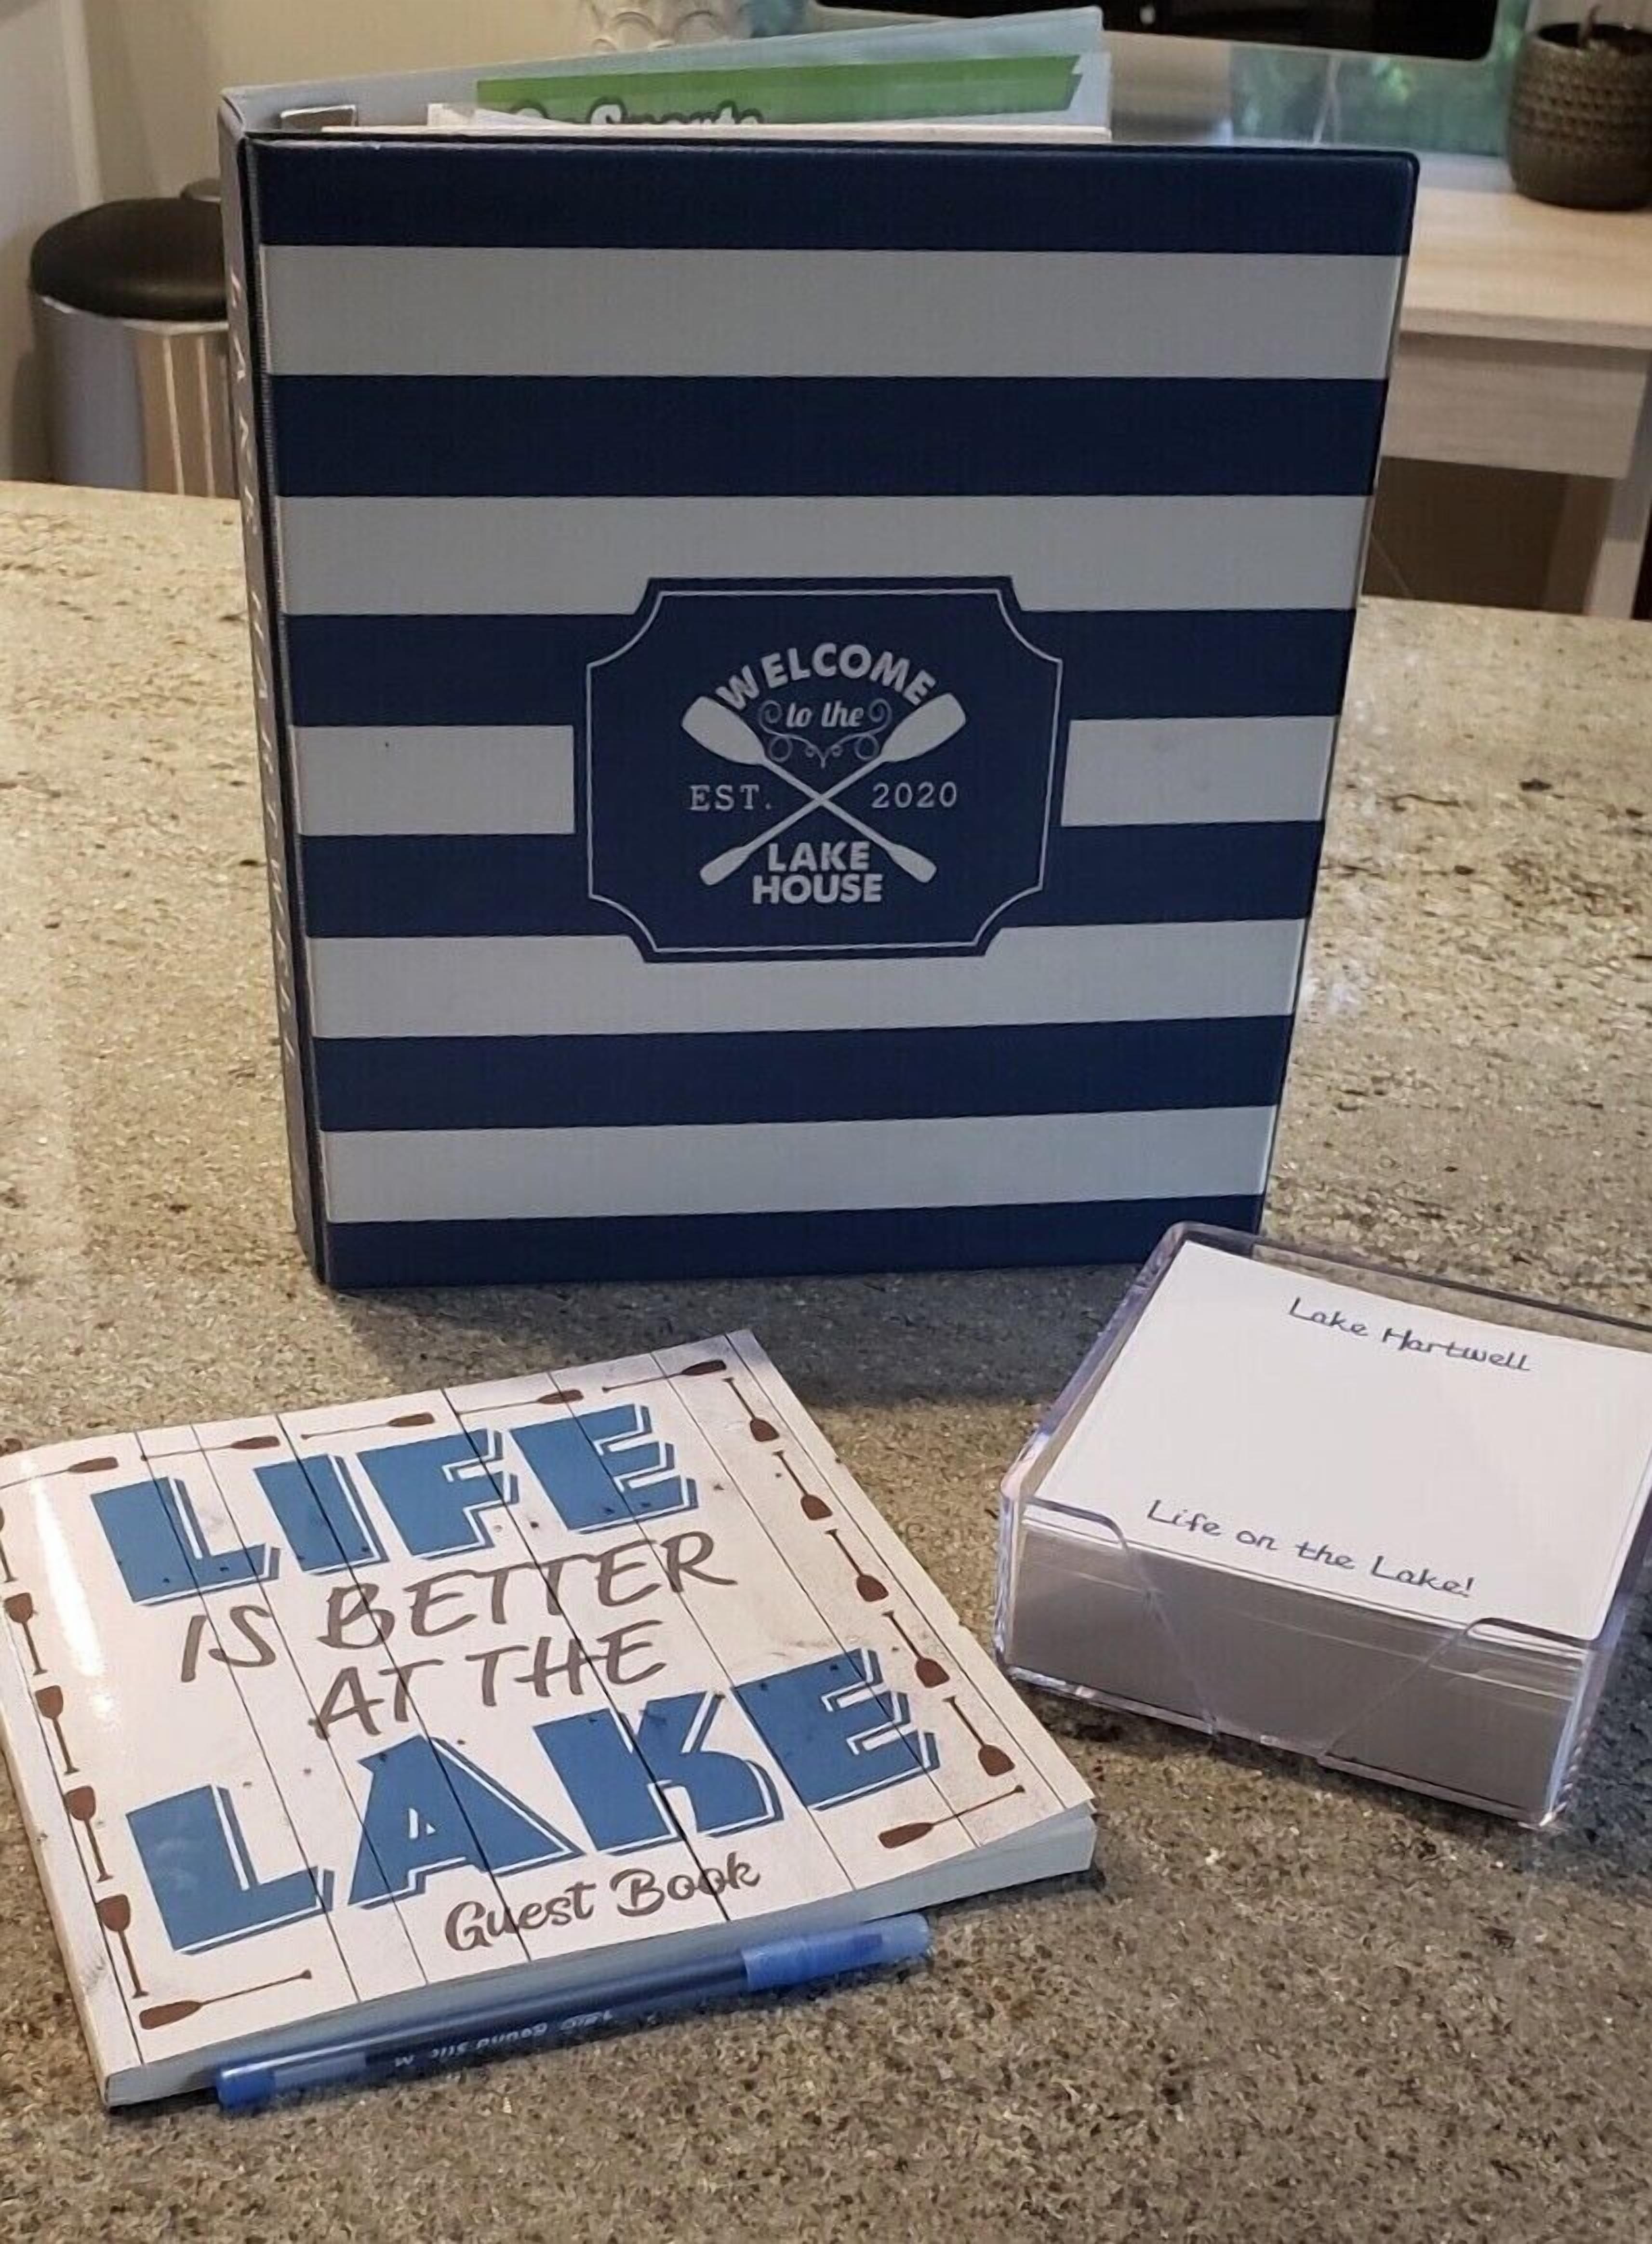 WELCOME
to the
EST. 2020
LAKE
HOUSE
Lake Hartwell
Life on the Lake!
LIFE
IS BETTER
AT THE
LAKE
Guest Book